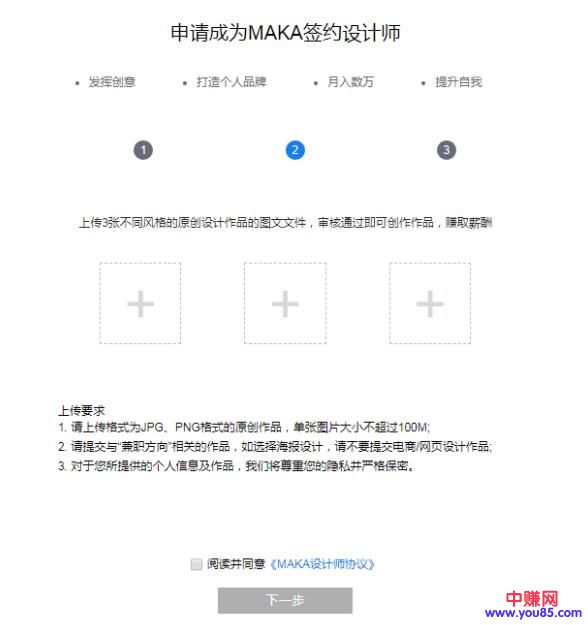 申请成为MAKA签约设计师
• 发挥创意 • 打造个人品牌 • 月入数万 • 提升自我
1 2 3
上传3张不同风格的原创设计作品的图文文件，审核通过即可创作作品，赚取薪酬
上传要求
1. 请上传格式为JPG、PNG格式的原创作品，单张图片大小不超过100M;
2. 请提交与“兼职方向”相关的作品，如选择海报设计，请不要提交电商/网页设计作品;
3. 对于您所提供的个人信息及作品，我们将尊重您的隐私并严格保密。
阅读并同意《MAKA设计师协议》
下一步
中赚网
www.you85.com